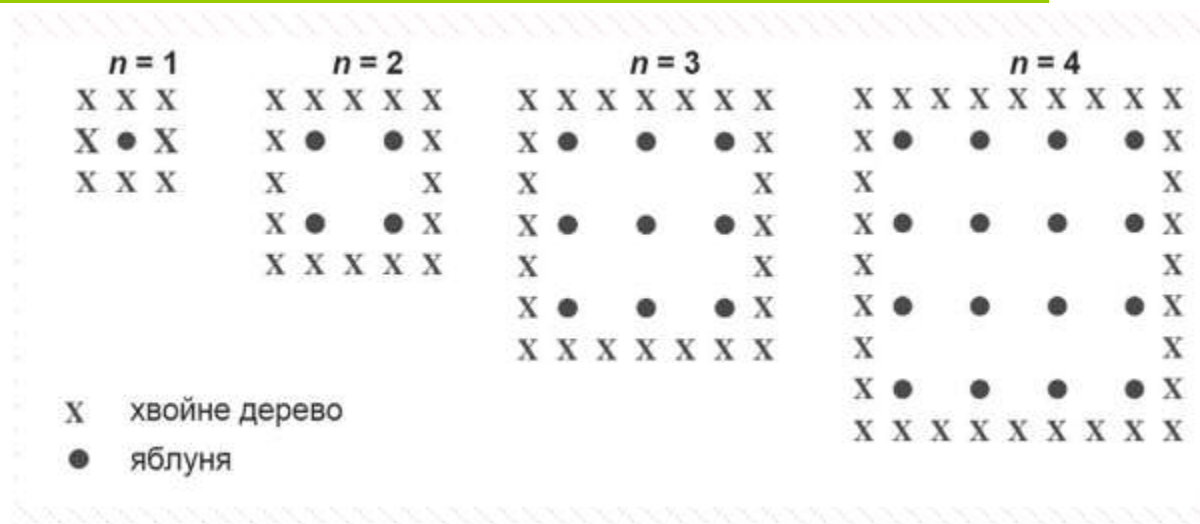 n = 1 n = 2 n = 3 n = 4
X X X X X X X X X X X X X X X X X X X X X X X X
X ● X X ● ● X X ● ● ● X X ● ● ● ● X
X X X X X X X X X
X ● ● X X ● ● ● X X ● ● ● ● X
X X X X X X X X X
X ● ● ● X X ● ● ● ● X
X X X X X X X X X
X ● ● ● ● X
X X X X X X X X X
X хвойне дерево
● яблуня